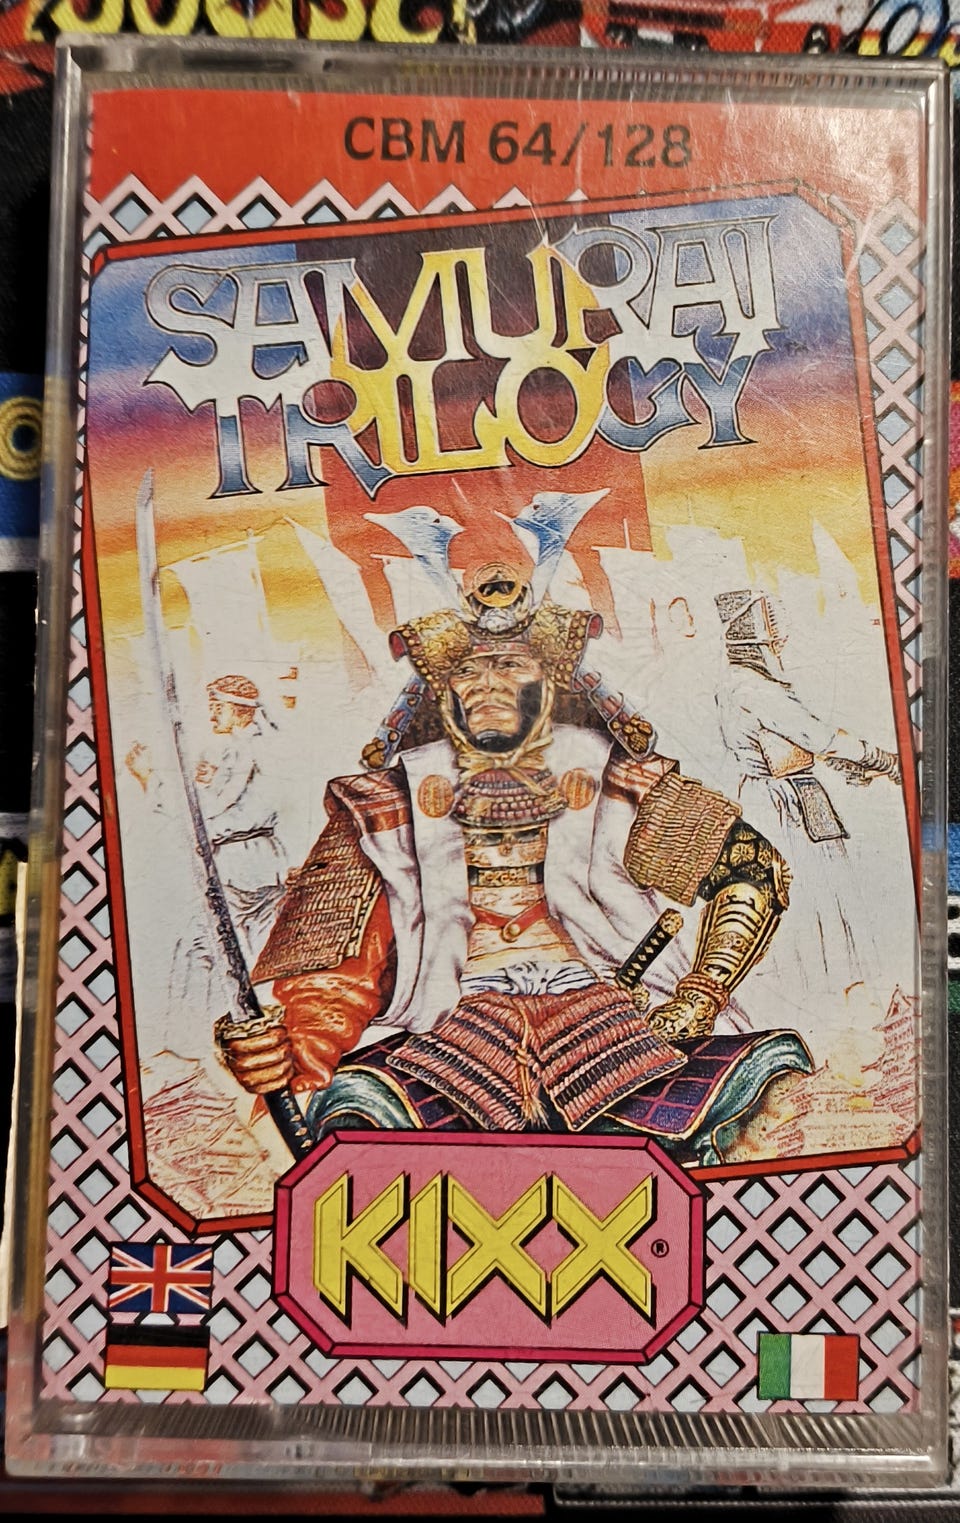 CBM 64/128
SAMURAI
TRILOGY
KIXX®